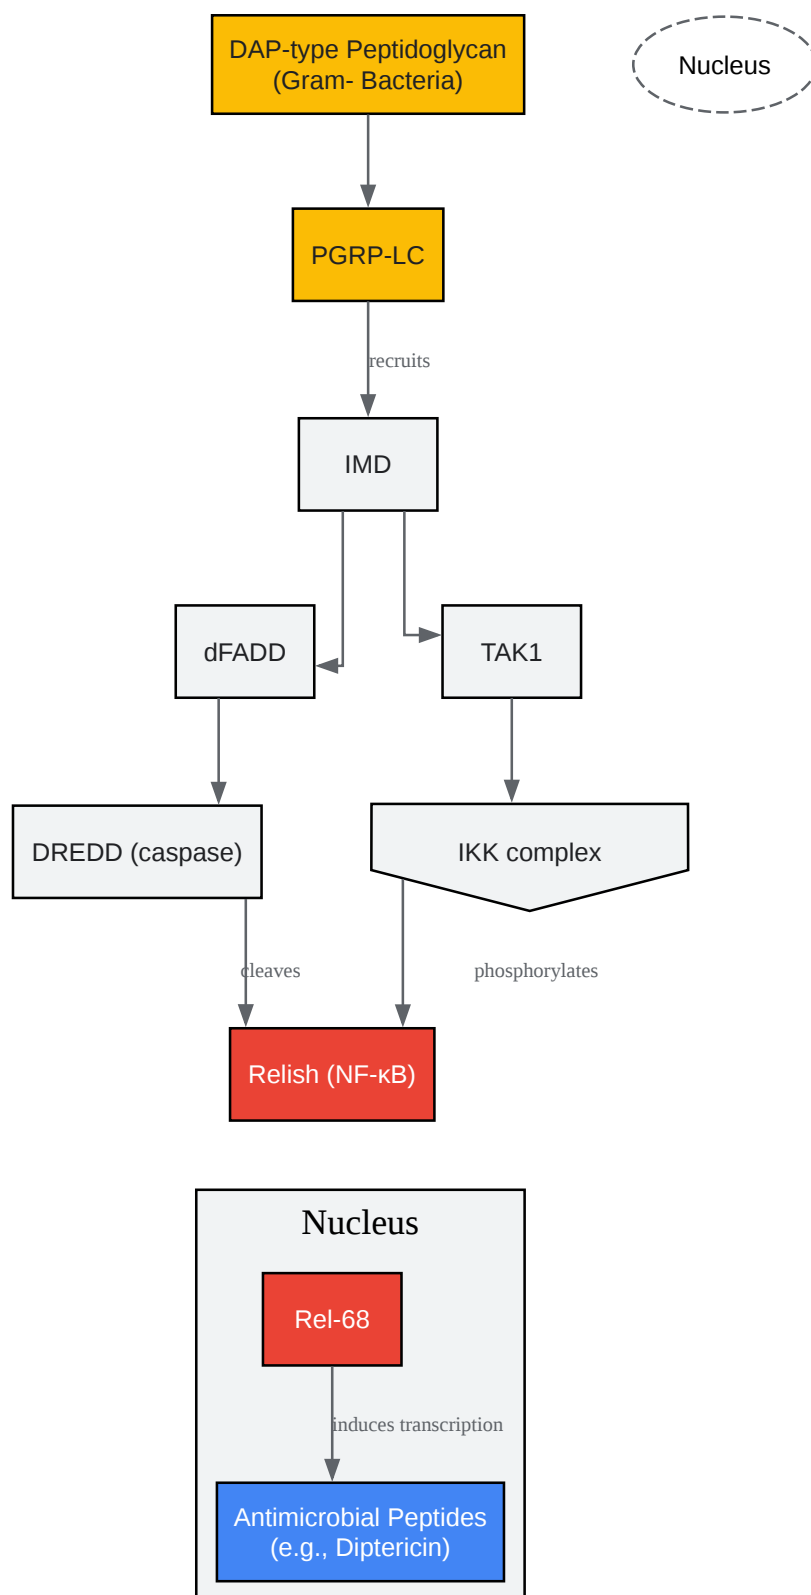 DAP-type Peptidoglycan
(Gram- Bacteria)
Nucleus
PGRP-LC
recruits
IMD
dFADD
TAK1
DREDD (caspase)
IKK complex
cleaves
phosphorylates
Relish (NF-κB)
Nucleus
Rel-68
induces transcription
Antimicrobial Peptides
(e.g., Diptericin)